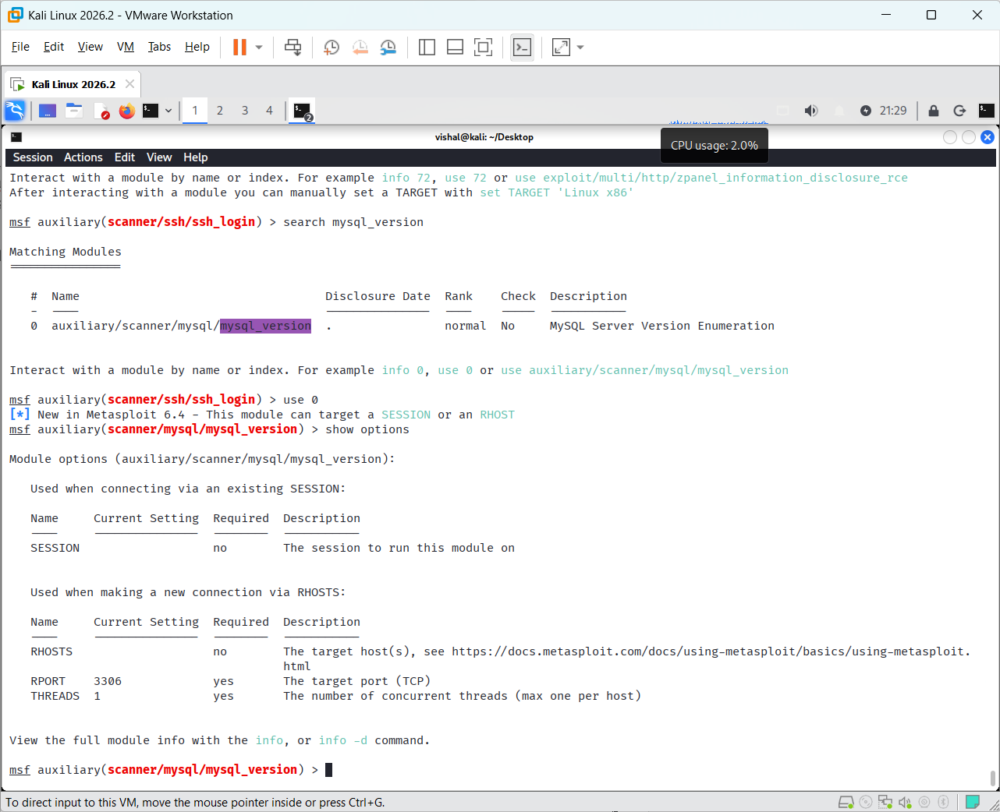 Kali Linux 2026.2 - VMware Workstation
File Edit View VM Tabs Help
Kali Linux 2026.2
1 2 3 4 2 21:29
vishal@kali: ~/Desktop
CPU usage: 2.0%
Session Actions Edit View Help
Interact with a module by name or index. For example info 72, use 72 or use exploit/multi/http/zpanel_information_disclosure_rce
After interacting with a module you can manually set a TARGET with set TARGET 'Linux x86'
msf auxiliary(scanner/ssh/ssh_login) > search mysql_version
Matching Modules
================
# Name Disclosure Date Rank Check Description
- ---- --------------- ---- ----- -----------
0 auxiliary/scanner/mysql/mysql_version . normal No MySQL Server Version Enumeration
Interact with a module by name or index. For example info 0, use 0 or use auxiliary/scanner/mysql/mysql_version
msf auxiliary(scanner/ssh/ssh_login) > use 0
[*] New in Metasploit 6.4 - This module can target a SESSION or an RHOST
msf auxiliary(scanner/mysql/mysql_version) > show options
Module options (auxiliary/scanner/mysql/mysql_version):
Used when connecting via an existing SESSION:
Name Current Setting Required Description
---- --------------- -------- -----------
SESSION no The session to run this module on
Used when making a new connection via RHOSTS:
Name Current Setting Required Description
---- --------------- -------- -----------
RHOSTS no The target host(s), see https://docs.metasploit.com/docs/using-metasploit/basics/using-metasploit.
html
RPORT 3306 yes The target port (TCP)
THREADS 1 yes The number of concurrent threads (max one per host)
View the full module info with the info, or info -d command.
msf auxiliary(scanner/mysql/mysql_version) >
To direct input to this VM, move the mouse pointer inside or press Ctrl+G.